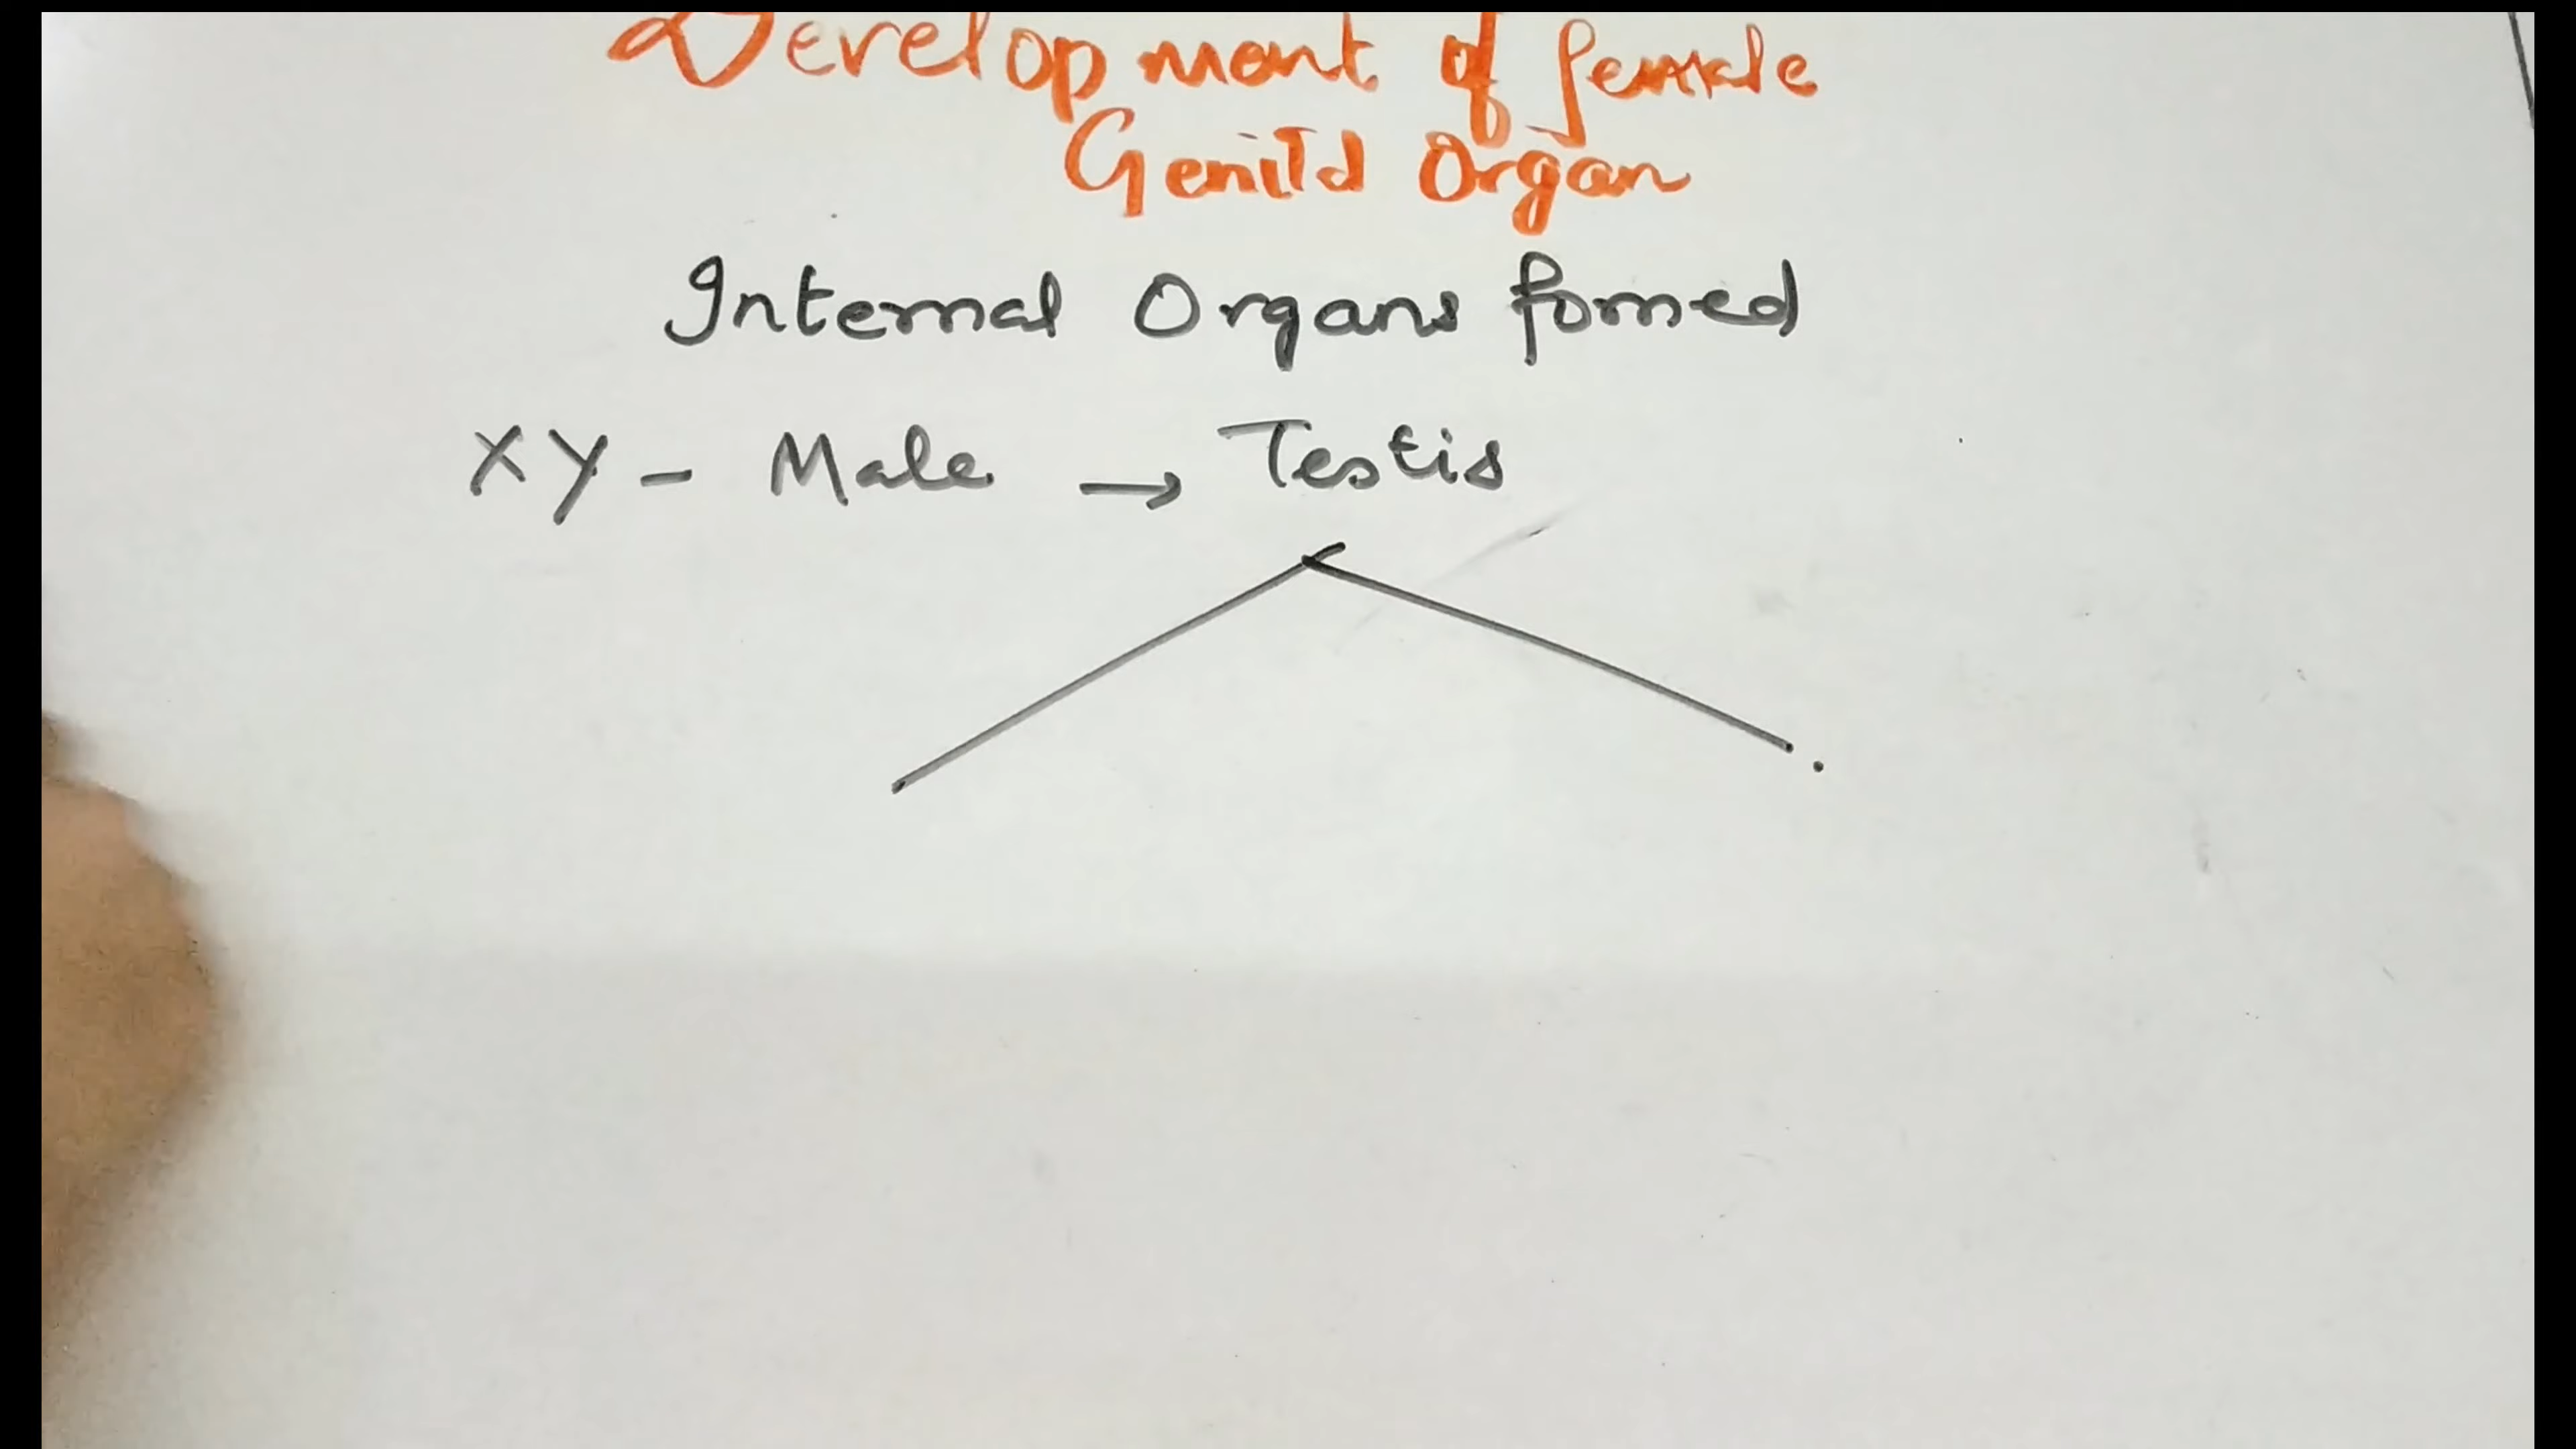 Development of female
Genital Organ
Internal Organs formed
XY - Male → Testis